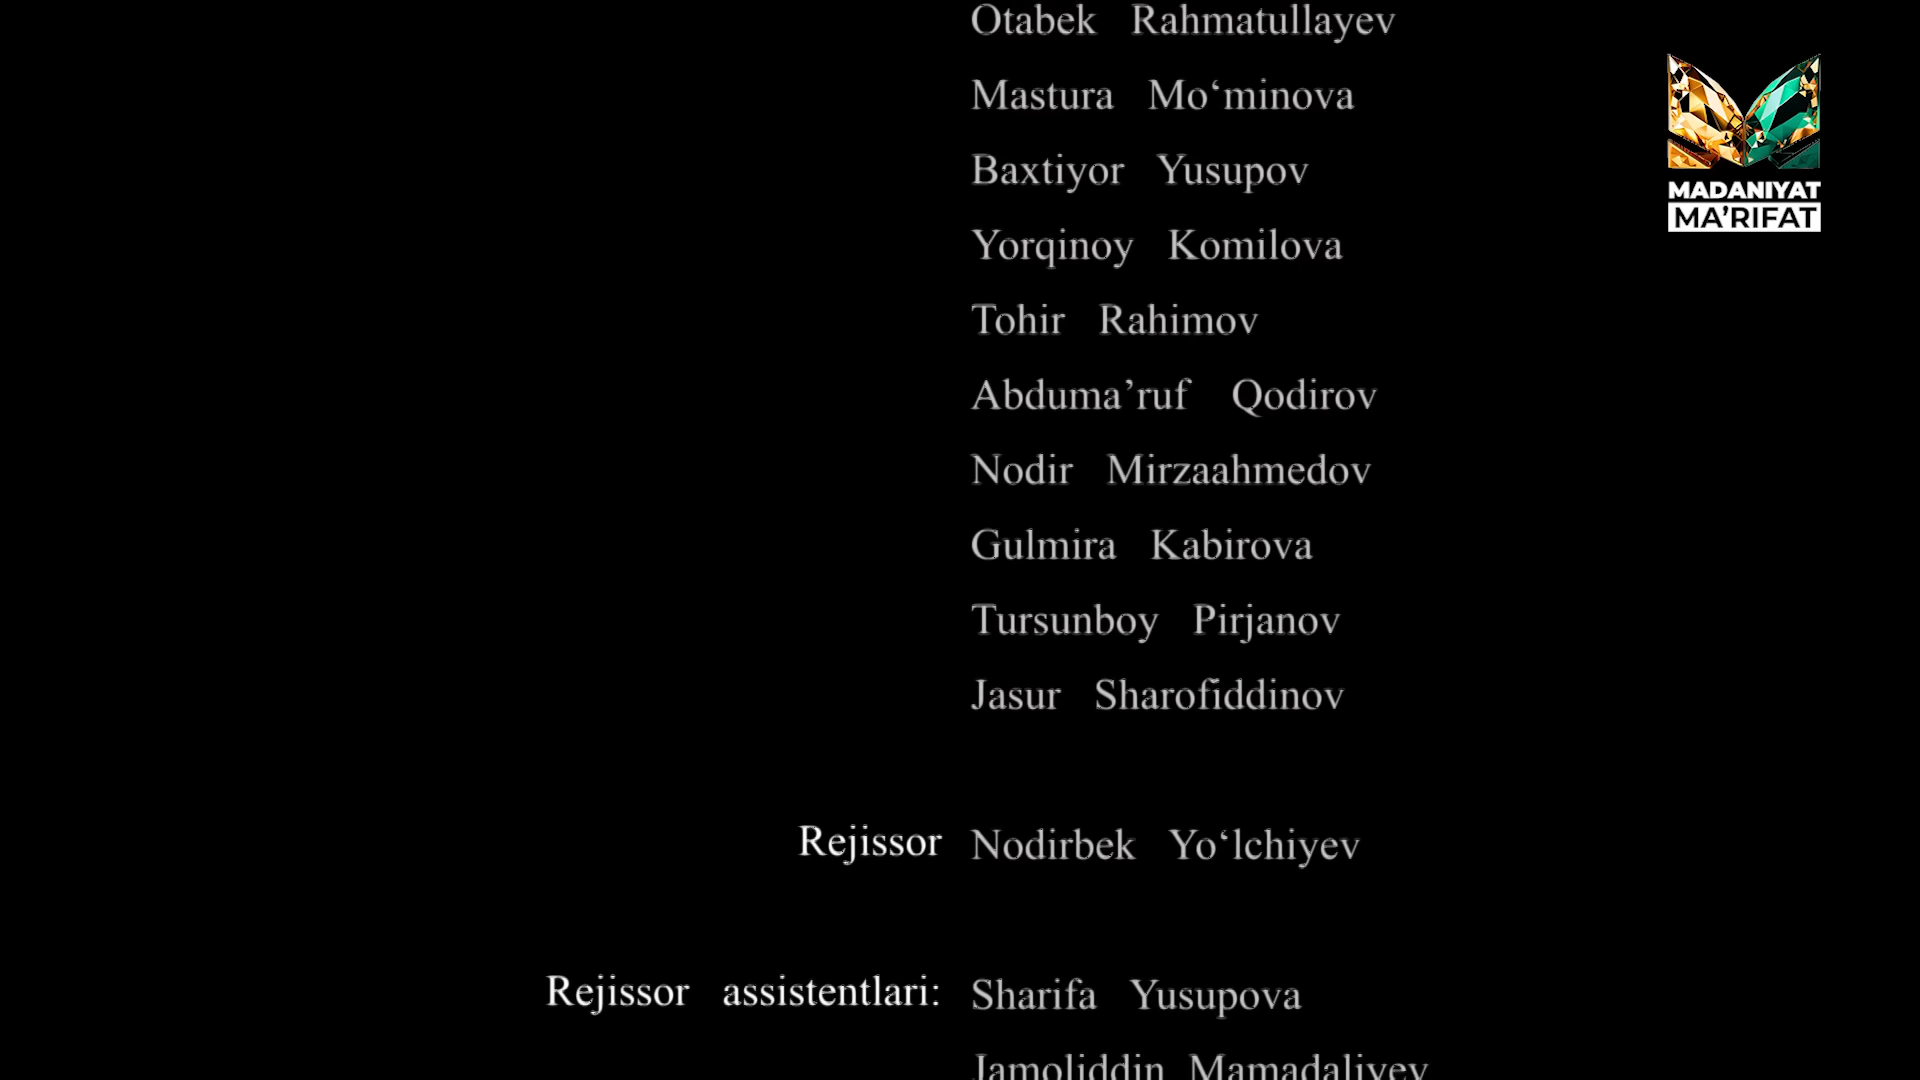 Otabek Rahmatullayev
Mastura Mo‘minova
Baxtiyor Yusupov
Yorqinoy Komilova
Tohir Rahimov
Abduma’ruf Qodirov
Nodir Mirzaahmedov
Gulmira Kabirova
Tursunboy Pirjanov
Jasur Sharofiddinov
Rejissor Nodirbek Yo‘lchiyev
Rejissor assistentlari: Sharifa Yusupova
Jamoliddin Mamadaliyev
MADANIYAT
MA’RIFAT